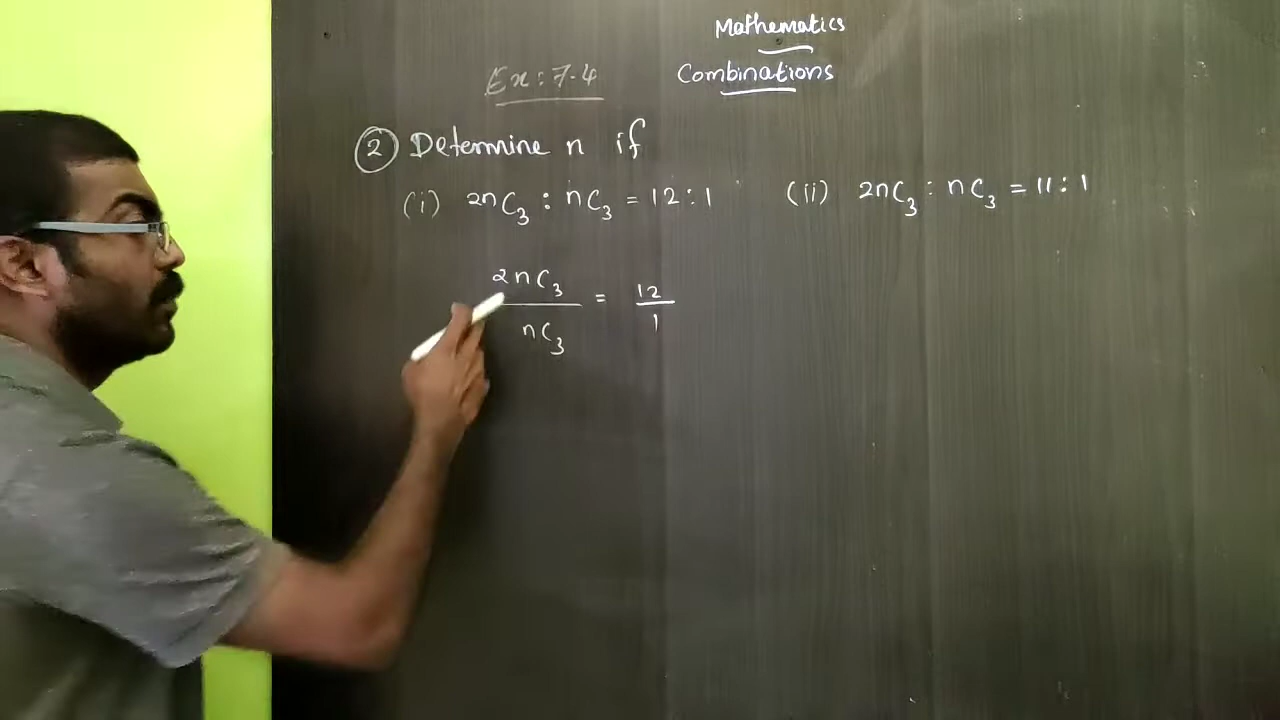 Mathematics
Ex: 7.4 Combinations
2 Determine n if
(i) 2nC3 : nC3 = 12 : 1 (ii) 2nC3 : nC3 = 11 : 1
2nC3 / nC3 = 12 / 1